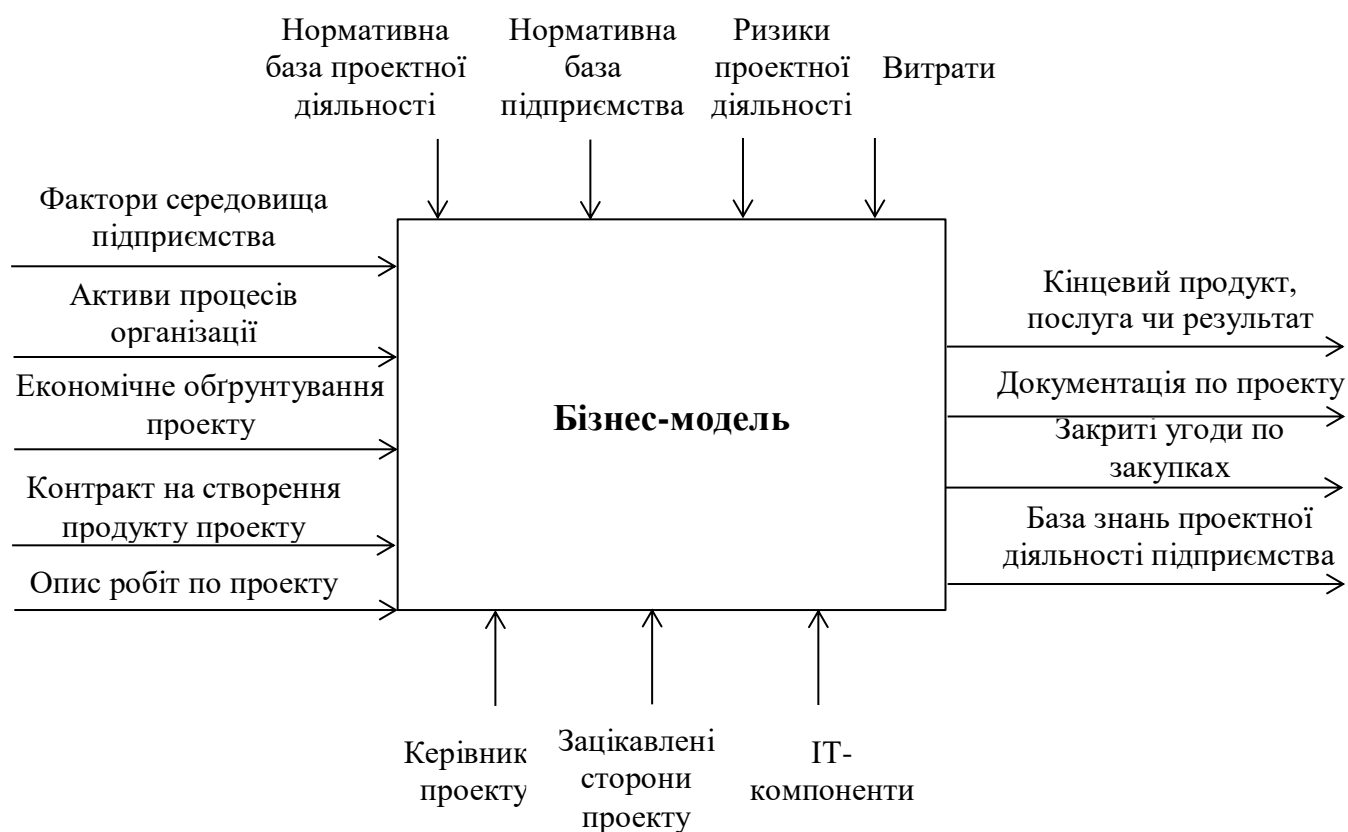 Нормативна
база проектної
діяльності
Нормативна
база
підприємства
Ризики
проектної
діяльності
Витрати
Фактори середовища
підприємства
Активи процесів
організації
Економічне обґрунтування
проекту
Контракт на створення
продукту проекту
Опис робіт по проекту
Бізнес-модель
Кінцевий продукт,
послуга чи результат
Документація по проекту
Закриті угоди по
закупках
База знань проектної
діяльності підприємства
Керівник
проекту
Зацікавлені
сторони
проекту
ІТ-
компоненти